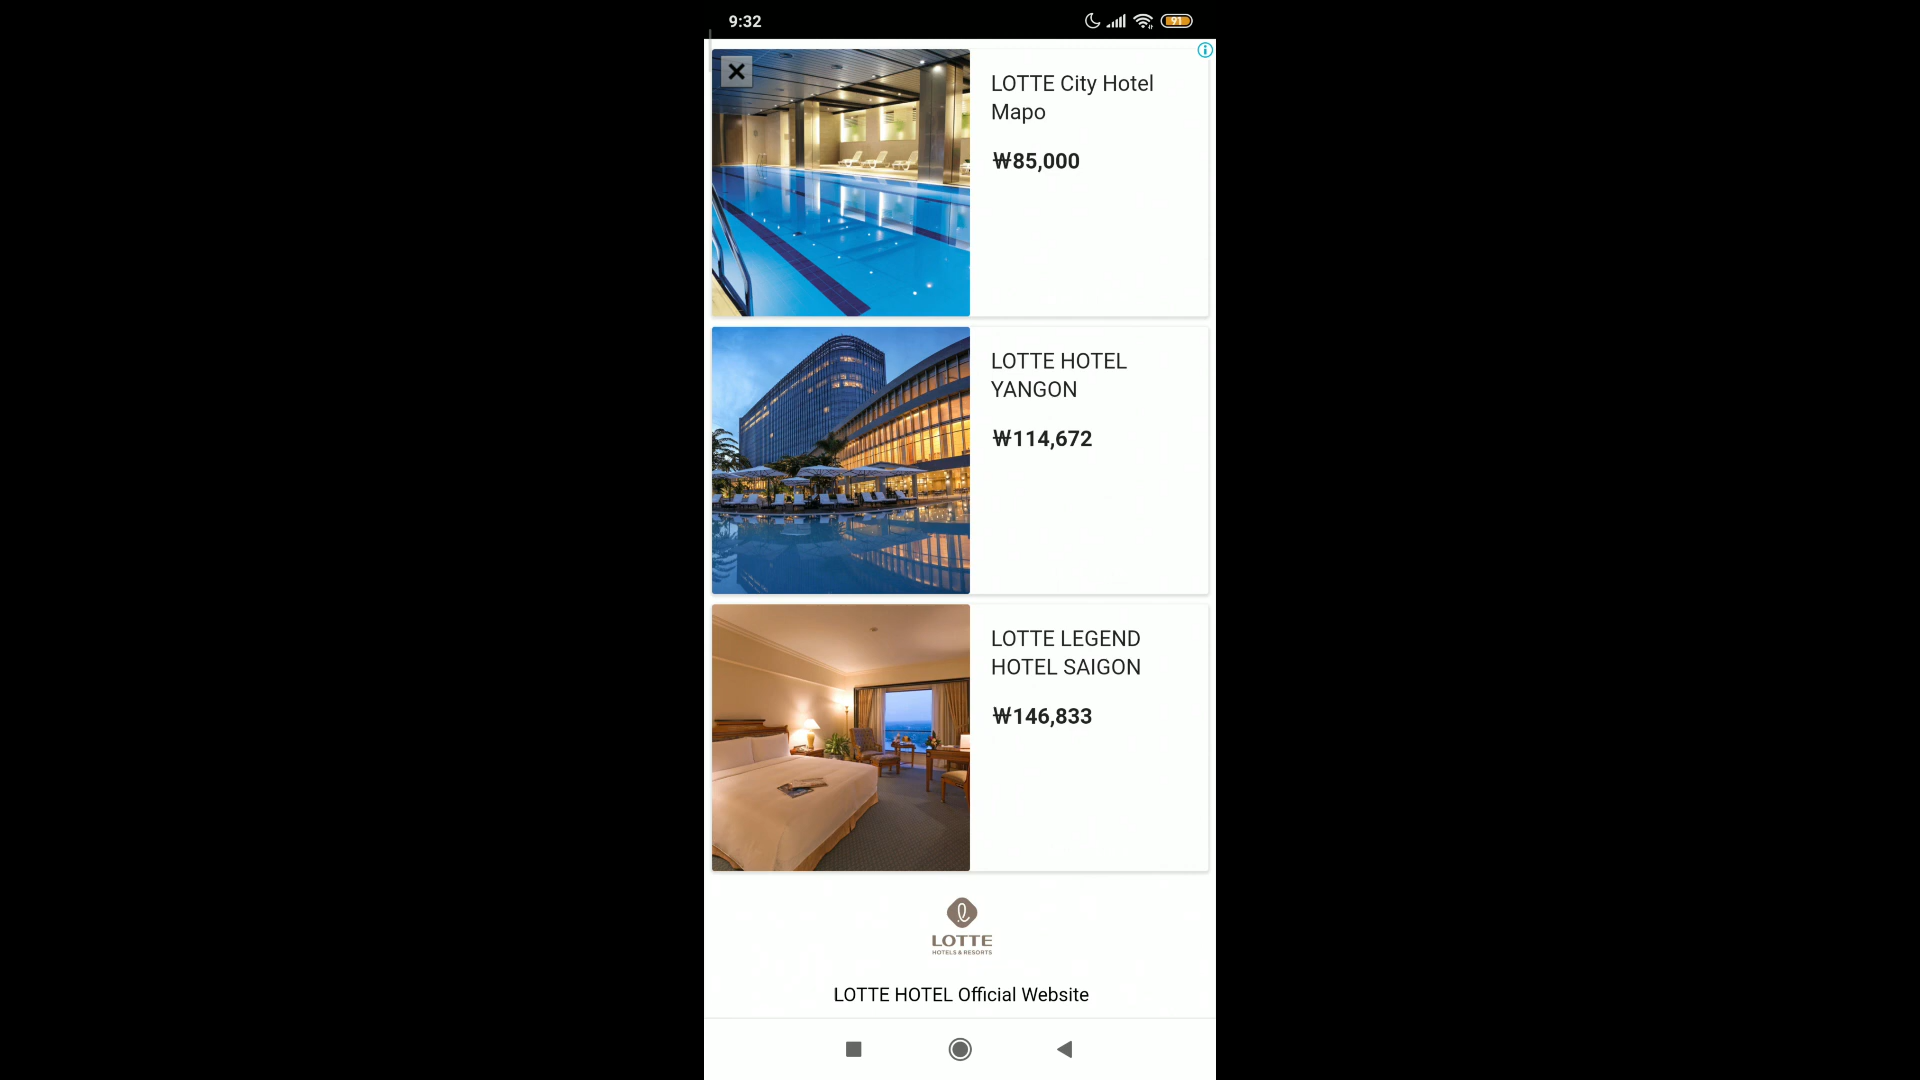 9:32
91
LOTTE City Hotel
Mapo
₩85,000
LOTTE HOTEL
YANGON
₩114,672
LOTTE LEGEND
HOTEL SAIGON
₩146,833
LOTTE
HOTELS & RESORTS
LOTTE HOTEL Official Website